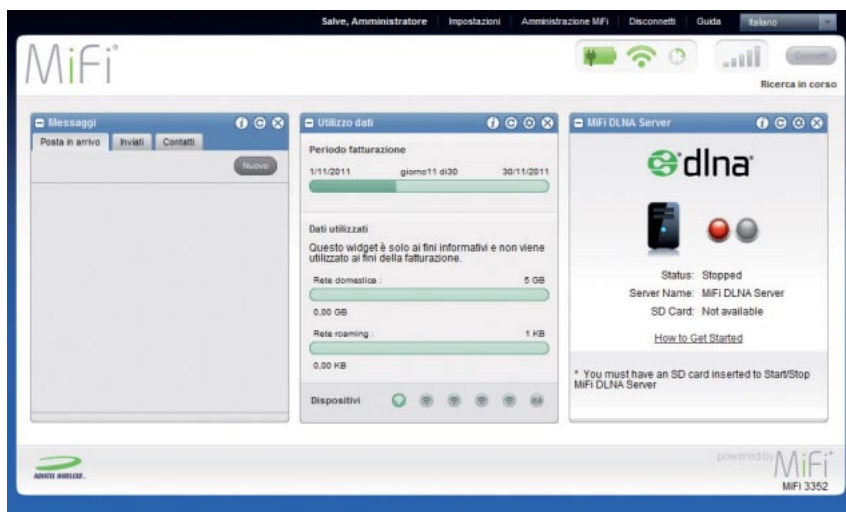 Salve, Amministratore Impostazioni Amministrazione MiFi Disconnetti Guida Italiano
MiFi
Connetti
Ricerca in corso
Messaggi
Posta in arrivo Inviati Contatti
Nuovo
Utilizzo dati
Periodo fatturazione
1/11/2011 giorno11 di30 30/11/2011
Dati utilizzati
Questo widget è solo ai fini informativi e non viene
utilizzato ai fini della fatturazione.
Rete domestica : 5 GB
0,00 GB
Rete roaming : 1 KB
0,00 KB
Dispositivi
MiFi DLNA Server
dlna
Status: Stopped
Server Name: MiFi DLNA Server
SD Card: Not available
How to Get Started
* You must have an SD card inserted to Start/Stop
MiFi DLNA Server
NOVATEL WIRELESS.
powered by MiFi
MiFi 3352